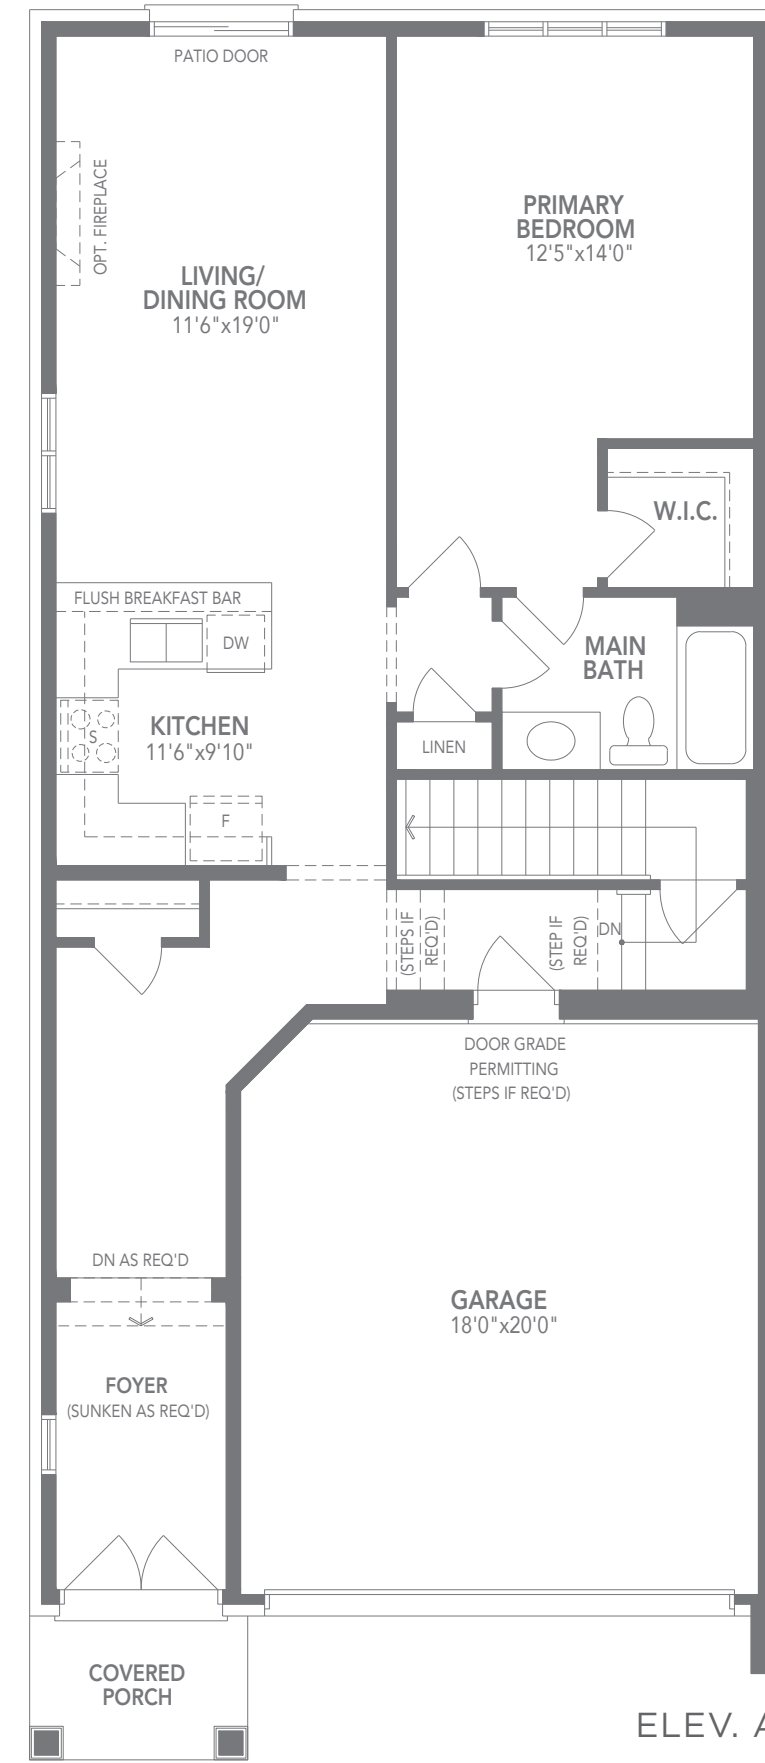 PATIO DOOR
OPT. FIREPLACE
LIVING/
DINING ROOM
11'6"x19'0"
PRIMARY
BEDROOM
12'5"x14'0"
W.I.C.
FLUSH BREAKFAST BAR
DW
MAIN
BATH
S
KITCHEN
11'6"x9'10"
LINEN
F
(STEPS IF
REQ'D)
(STEP IF
REQ'D)
DN
DOOR GRADE
PERMITTING
(STEPS IF REQ'D)
DN AS REQ'D
GARAGE
18'0"x20'0"
FOYER
(SUNKEN AS REQ'D)
COVERED
PORCH
ELEV. A